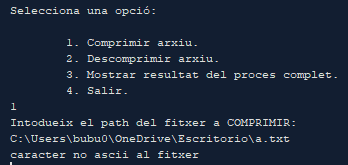 Selecciona una opció:
1. Comprimir arxiu.
2. Descomprimir arxiu.
3. Mostrar resultat del proces complet.
4. Salir.
1
Intodueix el path del fitxer a COMPRIMIR:
C:\Users\bubu0\OneDrive\Escritorio\a.txt
caracter no ascii al fitxer